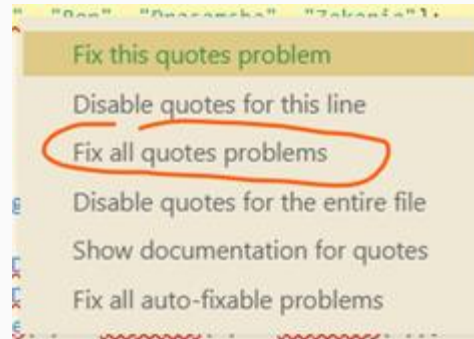 Fix this quotes problem
Disable quotes for this line
Fix all quotes problems
Disable quotes for the entire file
Show documentation for quotes
Fix all auto-fixable problems